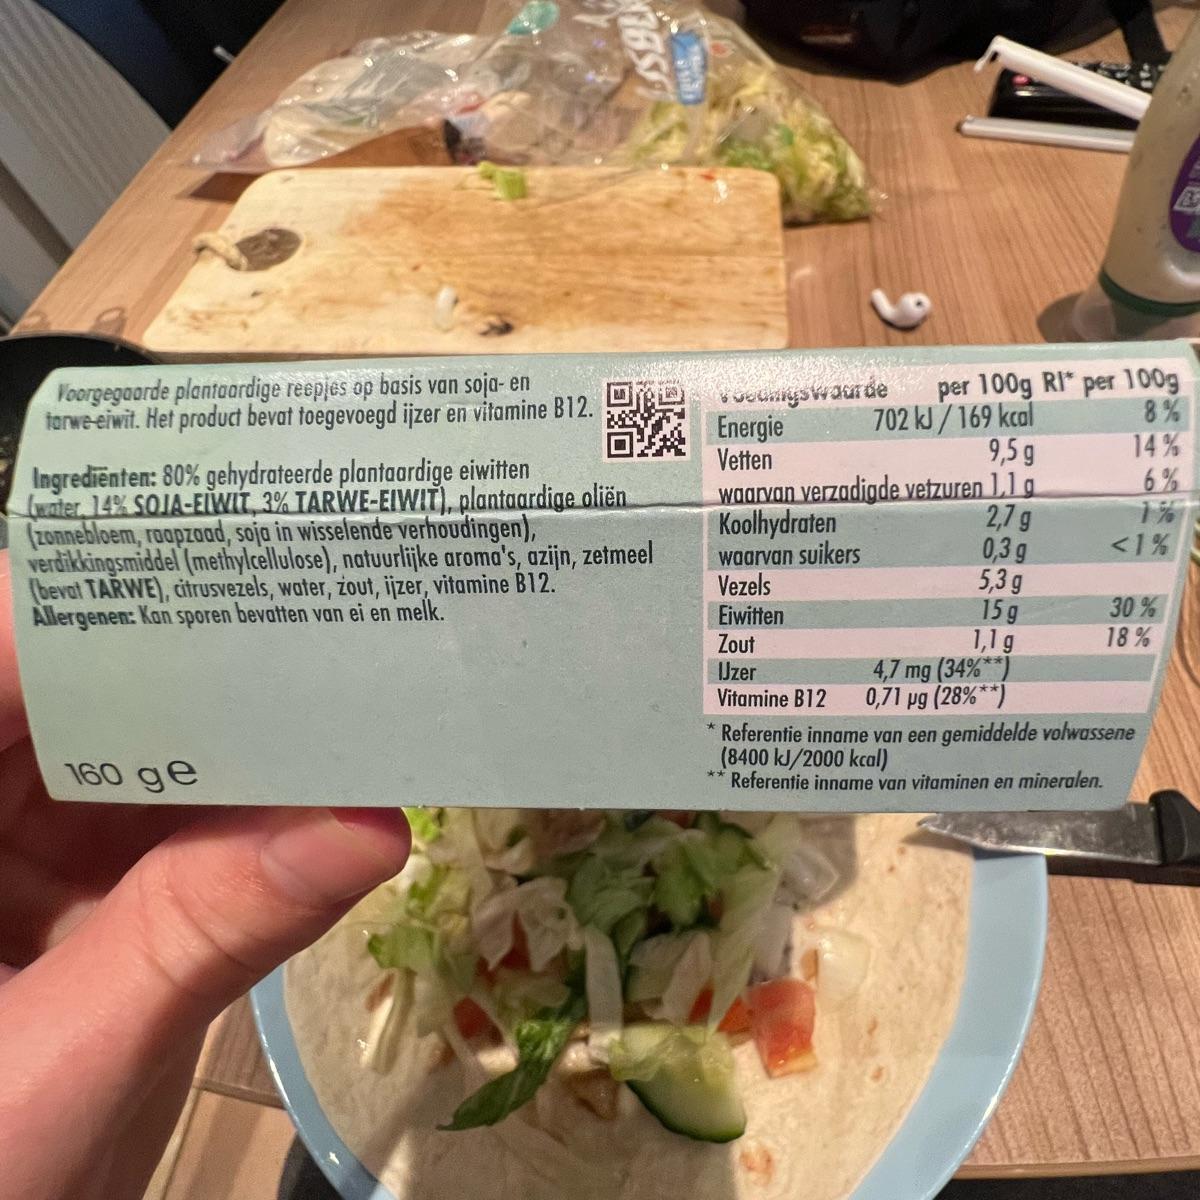 Voorgegaarde plantaardige reepjes op basis van soja- en
tarwe-eiwit. Het product bevat toegevoegd ijzer en vitamine B12.
Ingrediënten: 80% gehydrateerde plantaardige eiwitten
(water, 14% SOJA-EIWIT, 3% TARWE-EIWIT), plantaardige oliën
(zonnebloem, raapzaad, soja in wisselende verhoudingen),
verdikkingsmiddel (methylcellulose), natuurlijke aroma's, azijn, zetmeel
(bevat TARWE), citrusvezels, water, zout, ijzer, vitamine B12.
Allergenen: Kan sporen bevatten van ei en melk.
160 g e
Voedingswaarde per 100g RI* per 100g
Energie 702 kJ / 169 kcal 8 %
Vetten 9,5 g 14 %
waarvan verzadigde vetzuren 1,1 g 6 %
Koolhydraten 2,7 g 1 %
waarvan suikers 0,3 g <1 %
Vezels 5,3 g
Eiwitten 15 g 30 %
Zout 1,1 g 18 %
IJzer 4,7 mg (34%**)
Vitamine B12 0,71 µg (28%**)
* Referentie inname van een gemiddelde volwassene
(8400 kJ/2000 kcal)
** Referentie inname van vitaminen en mineralen.